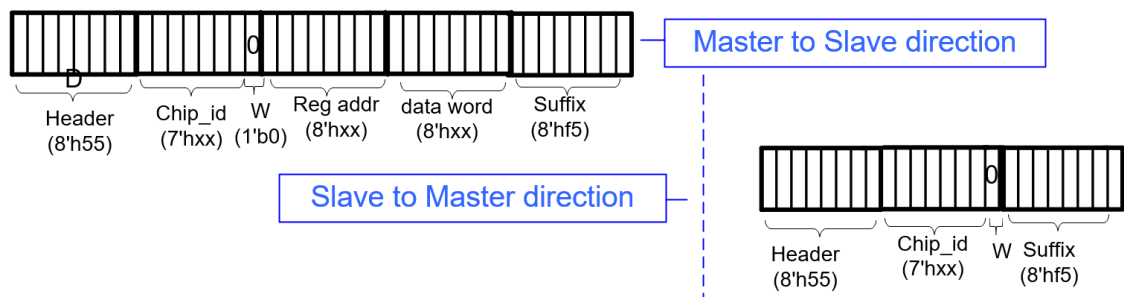 0
Master to Slave direction
D
Header
(8'h55)
Chip_id
(7'hxx)
W
(1'b0)
Reg addr
(8'hxx)
data word
(8'hxx)
Suffix
(8'hf5)
Slave to Master direction
0
Header
(8'h55)
Chip_id
(7'hxx)
W
Suffix
(8'hf5)